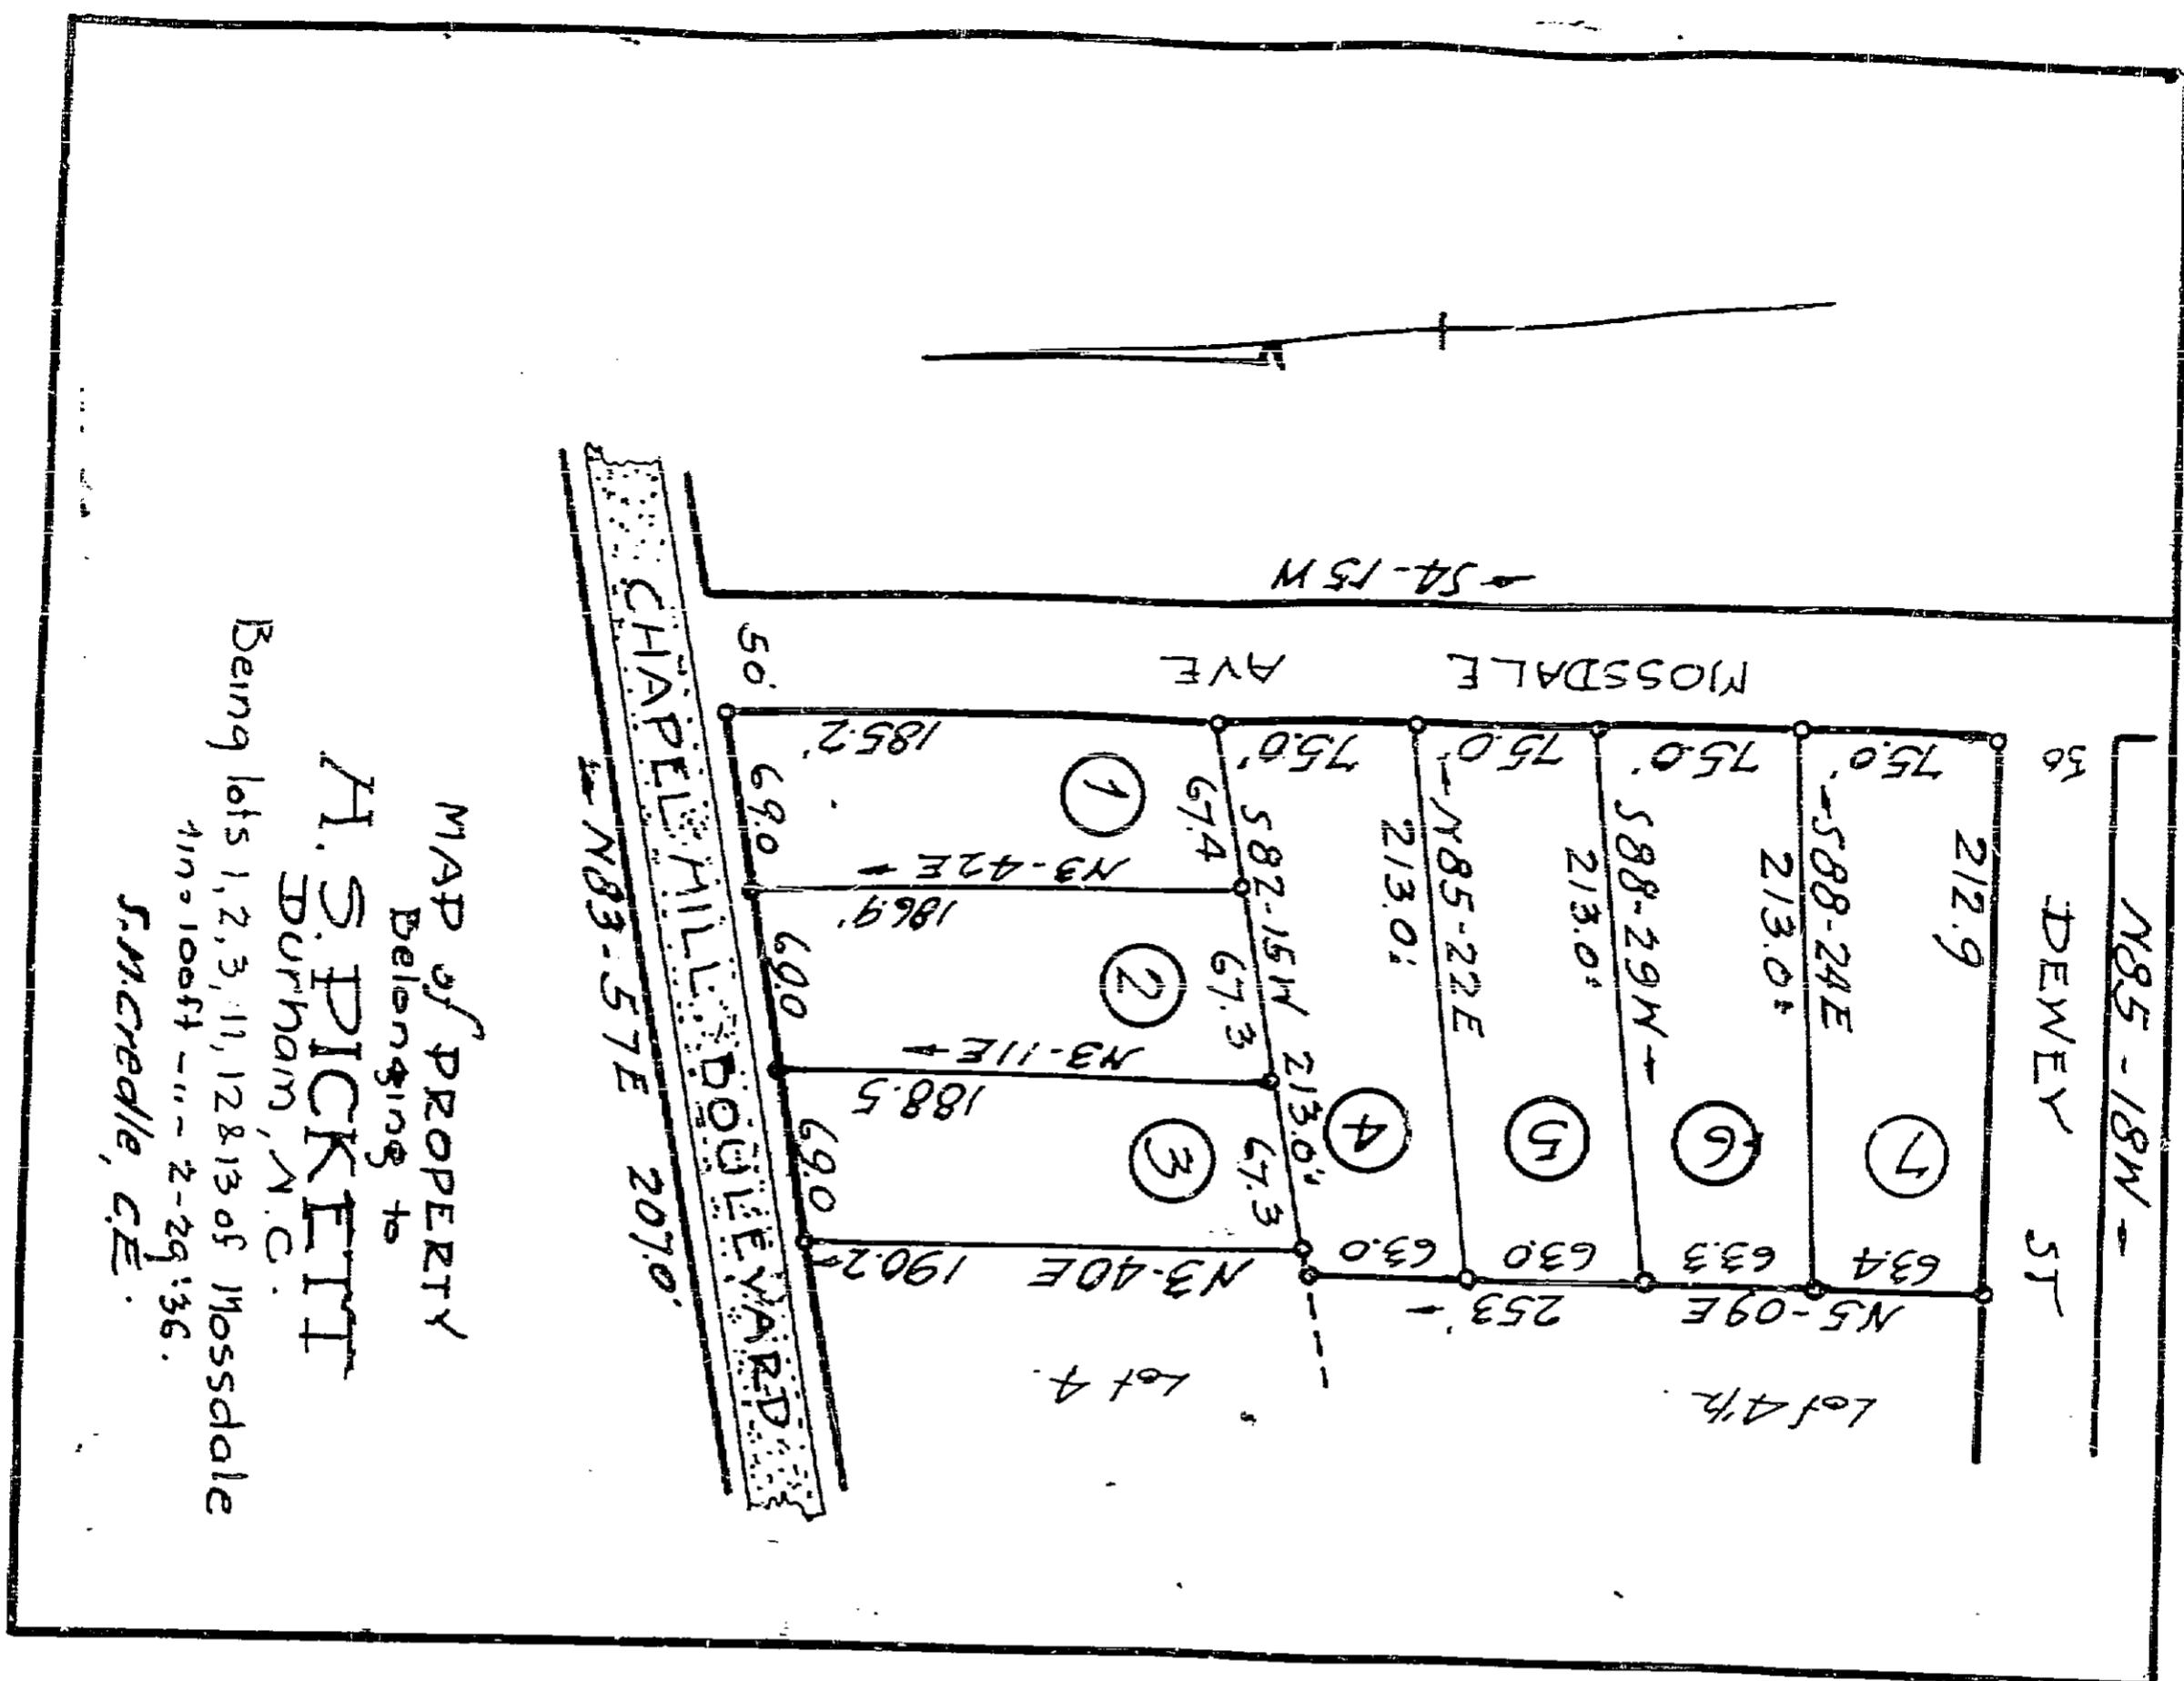 N85-18W
DEWEY ST
50
212.9
75.0'
7
63.4
S88-24E
213.0'
75.0'
6
63.3
N5-09E
S88-29W
213.0'
75.0'
5
63.0
253'
N85-22E
213.0'
75.0'
4
63.0
Lot 4½
S4-15W
MOSSDALE AVE
50'
S82-15W 213.0'
67.4
67.3
67.3
185.2'
1
69.0
N3-42E
186.9'
2
69.0
N3-11E
188.5
3
69.0
N3-40E
190.2
Lot 4
CHAPEL HILL BOULEVARD
N83-57E 207.0'
MAP of PROPERTY
Belonging to
H. S. PICKETT
Durham, N.C.
Being lots 1, 2, 3, 11, 12 & 13 of Mossdale
1in=100ft 2-29-'36.
S.M. Credle, C.E.